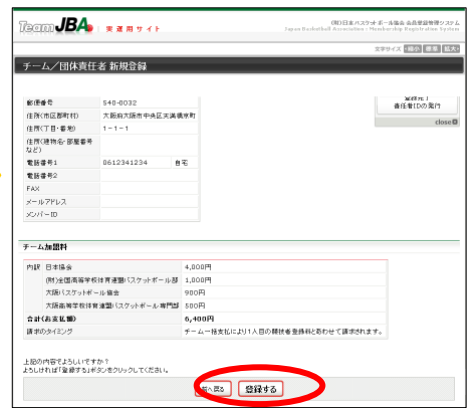 TeamJBA 実運用サイト
(財)日本バスケットボール協会 会員登録管理システム
Japan Basketball Association : Membership Registration System
文字サイズ 縮小 標準 拡大
チーム／団体責任者 新規登録
郵便番号 540-0032
住所(市区郡町村) 大阪府大阪市中央区天満橋京町
住所(丁目・番地) 1-1-1
住所(建物名・部屋番号など)
電話番号1 0612341234 自宅
電話番号2
FAX
メールアドレス
メンバーID
責任者IDの発行
close
チーム加盟料
内訳 日本協会 4,000円
(財)全国高等学校体育連盟バスケットボール部 1,000円
大阪バスケットボール協会 900円
大阪高等学校体育連盟バスケットボール専門部 500円
合計(お支払額) 6,400円
請求のタイミング チーム一括支払により1人目の競技者登録料とあわせて請求されます。
上記の内容でよろしいですか？
よろしければ「登録する」ボタンをクリックしてください。
前へ戻る 登録する